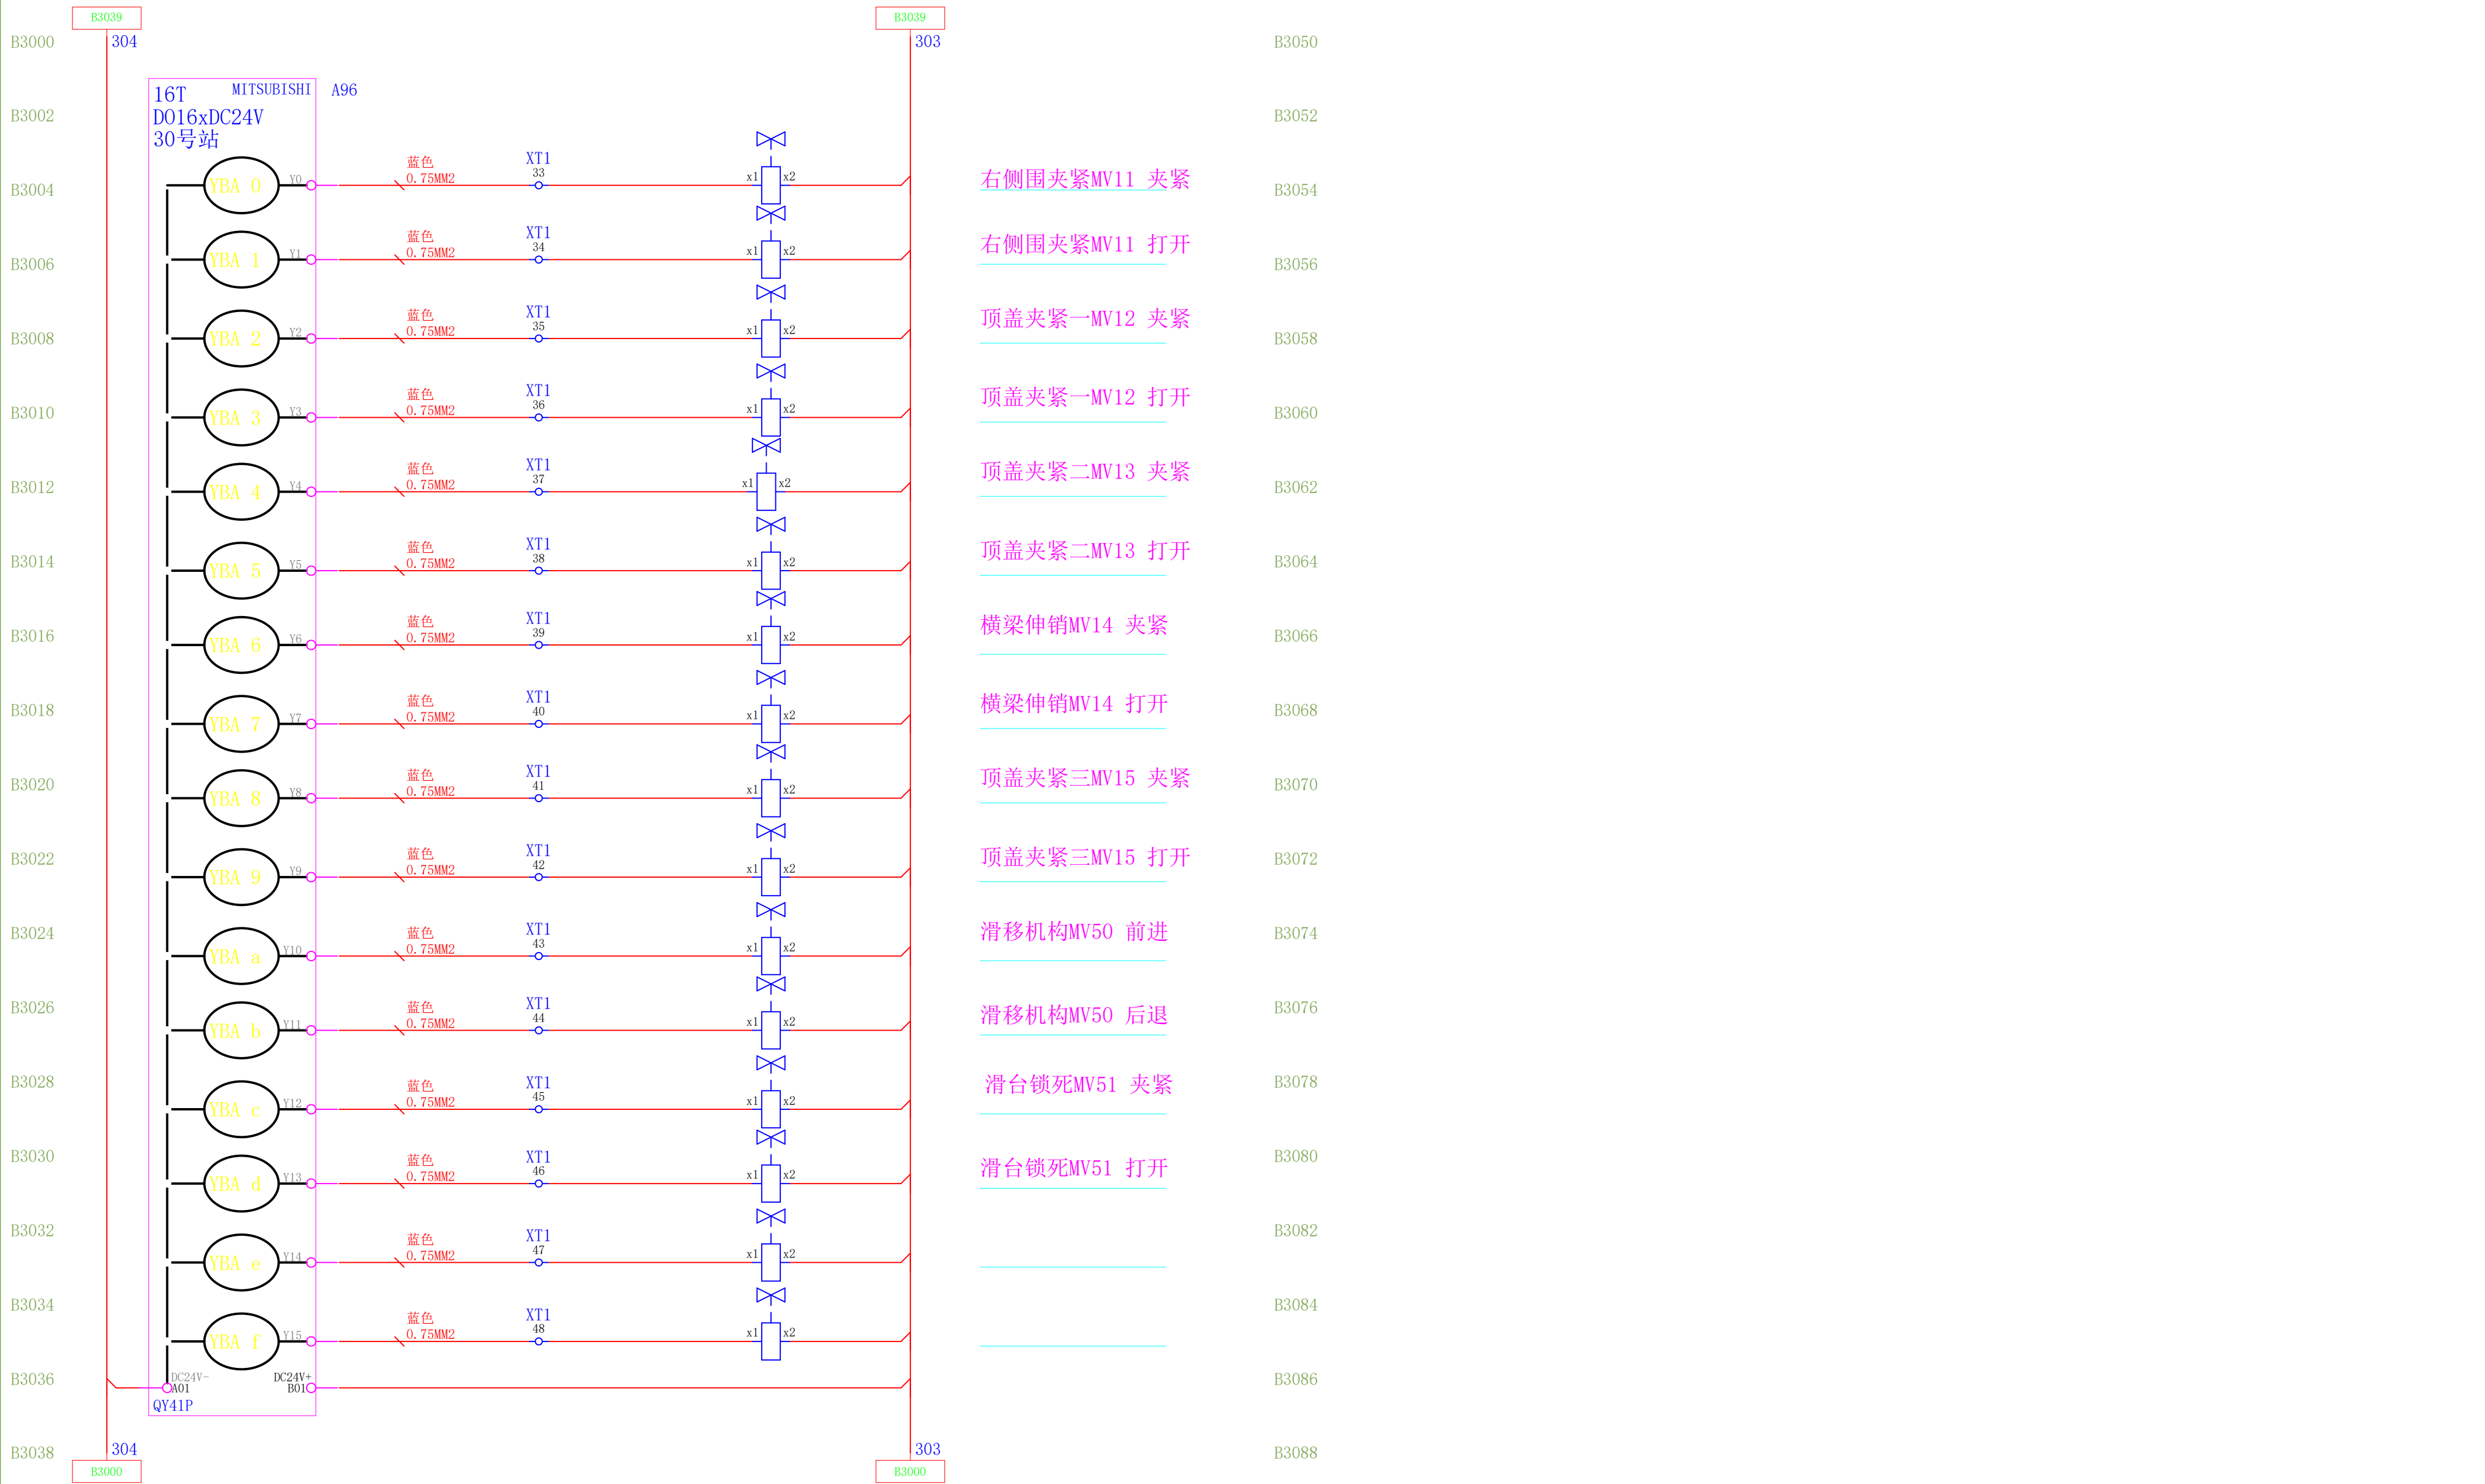 B3039
B3039
B3000
304
303
B3050
16T
MITSUBISHI
A96
DO16xDC24V
30号站
B3002
B3052
YBA 0
Y0
蓝色
0.75MM2
XT1
33
x1
x2
右侧围夹紧MV11 夹紧
B3004
B3054
YBA 1
Y1
蓝色
0.75MM2
XT1
34
x1
x2
右侧围夹紧MV11 打开
B3006
B3056
YBA 2
Y2
蓝色
0.75MM2
XT1
35
x1
x2
顶盖夹紧一MV12 夹紧
B3008
B3058
YBA 3
Y3
蓝色
0.75MM2
XT1
36
x1
x2
顶盖夹紧一MV12 打开
B3010
B3060
YBA 4
Y4
蓝色
0.75MM2
XT1
37
x1
x2
顶盖夹紧二MV13 夹紧
B3012
B3062
YBA 5
Y5
蓝色
0.75MM2
XT1
38
x1
x2
顶盖夹紧二MV13 打开
B3014
B3064
YBA 6
Y6
蓝色
0.75MM2
XT1
39
x1
x2
横梁伸销MV14 夹紧
B3016
B3066
YBA 7
Y7
蓝色
0.75MM2
XT1
40
x1
x2
横梁伸销MV14 打开
B3018
B3068
YBA 8
Y8
蓝色
0.75MM2
XT1
41
x1
x2
顶盖夹紧三MV15 夹紧
B3020
B3070
YBA 9
Y9
蓝色
0.75MM2
XT1
42
x1
x2
顶盖夹紧三MV15 打开
B3022
B3072
YBA a
Y10
蓝色
0.75MM2
XT1
43
x1
x2
滑移机构MV50 前进
B3024
B3074
YBA b
Y11
蓝色
0.75MM2
XT1
44
x1
x2
滑移机构MV50 后退
B3026
B3076
YBA c
Y12
蓝色
0.75MM2
XT1
45
x1
x2
滑台锁死MV51 夹紧
B3028
B3078
YBA d
Y13
蓝色
0.75MM2
XT1
46
x1
x2
滑台锁死MV51 打开
B3030
B3080
YBA e
Y14
蓝色
0.75MM2
XT1
47
x1
x2
B3032
B3082
YBA f
Y15
蓝色
0.75MM2
XT1
48
x1
x2
B3034
B3084
DC24V-
A01
DC24V+
B01
B3036
B3086
QY41P
B3038
304
303
B3088
B3000
B3000